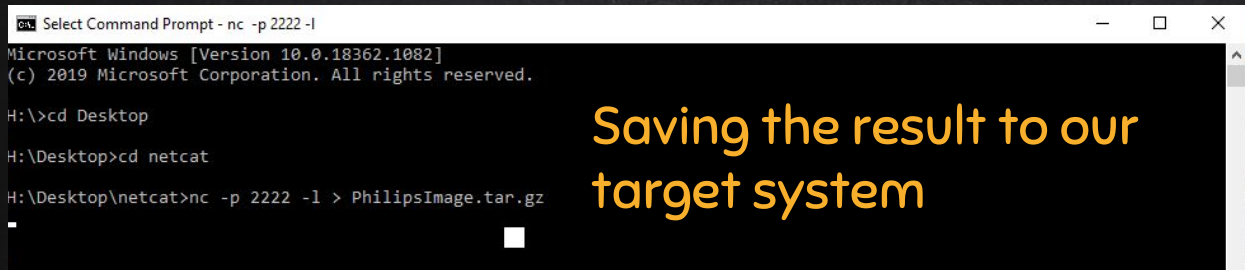 Select Command Prompt - nc -p 2222 -l
Microsoft Windows [Version 10.0.18362.1082]
(c) 2019 Microsoft Corporation. All rights reserved.
H:\>cd Desktop
H:\Desktop>cd netcat
H:\Desktop\netcat>nc -p 2222 -l > PhilipsImage.tar.gz
Saving the result to our
target system